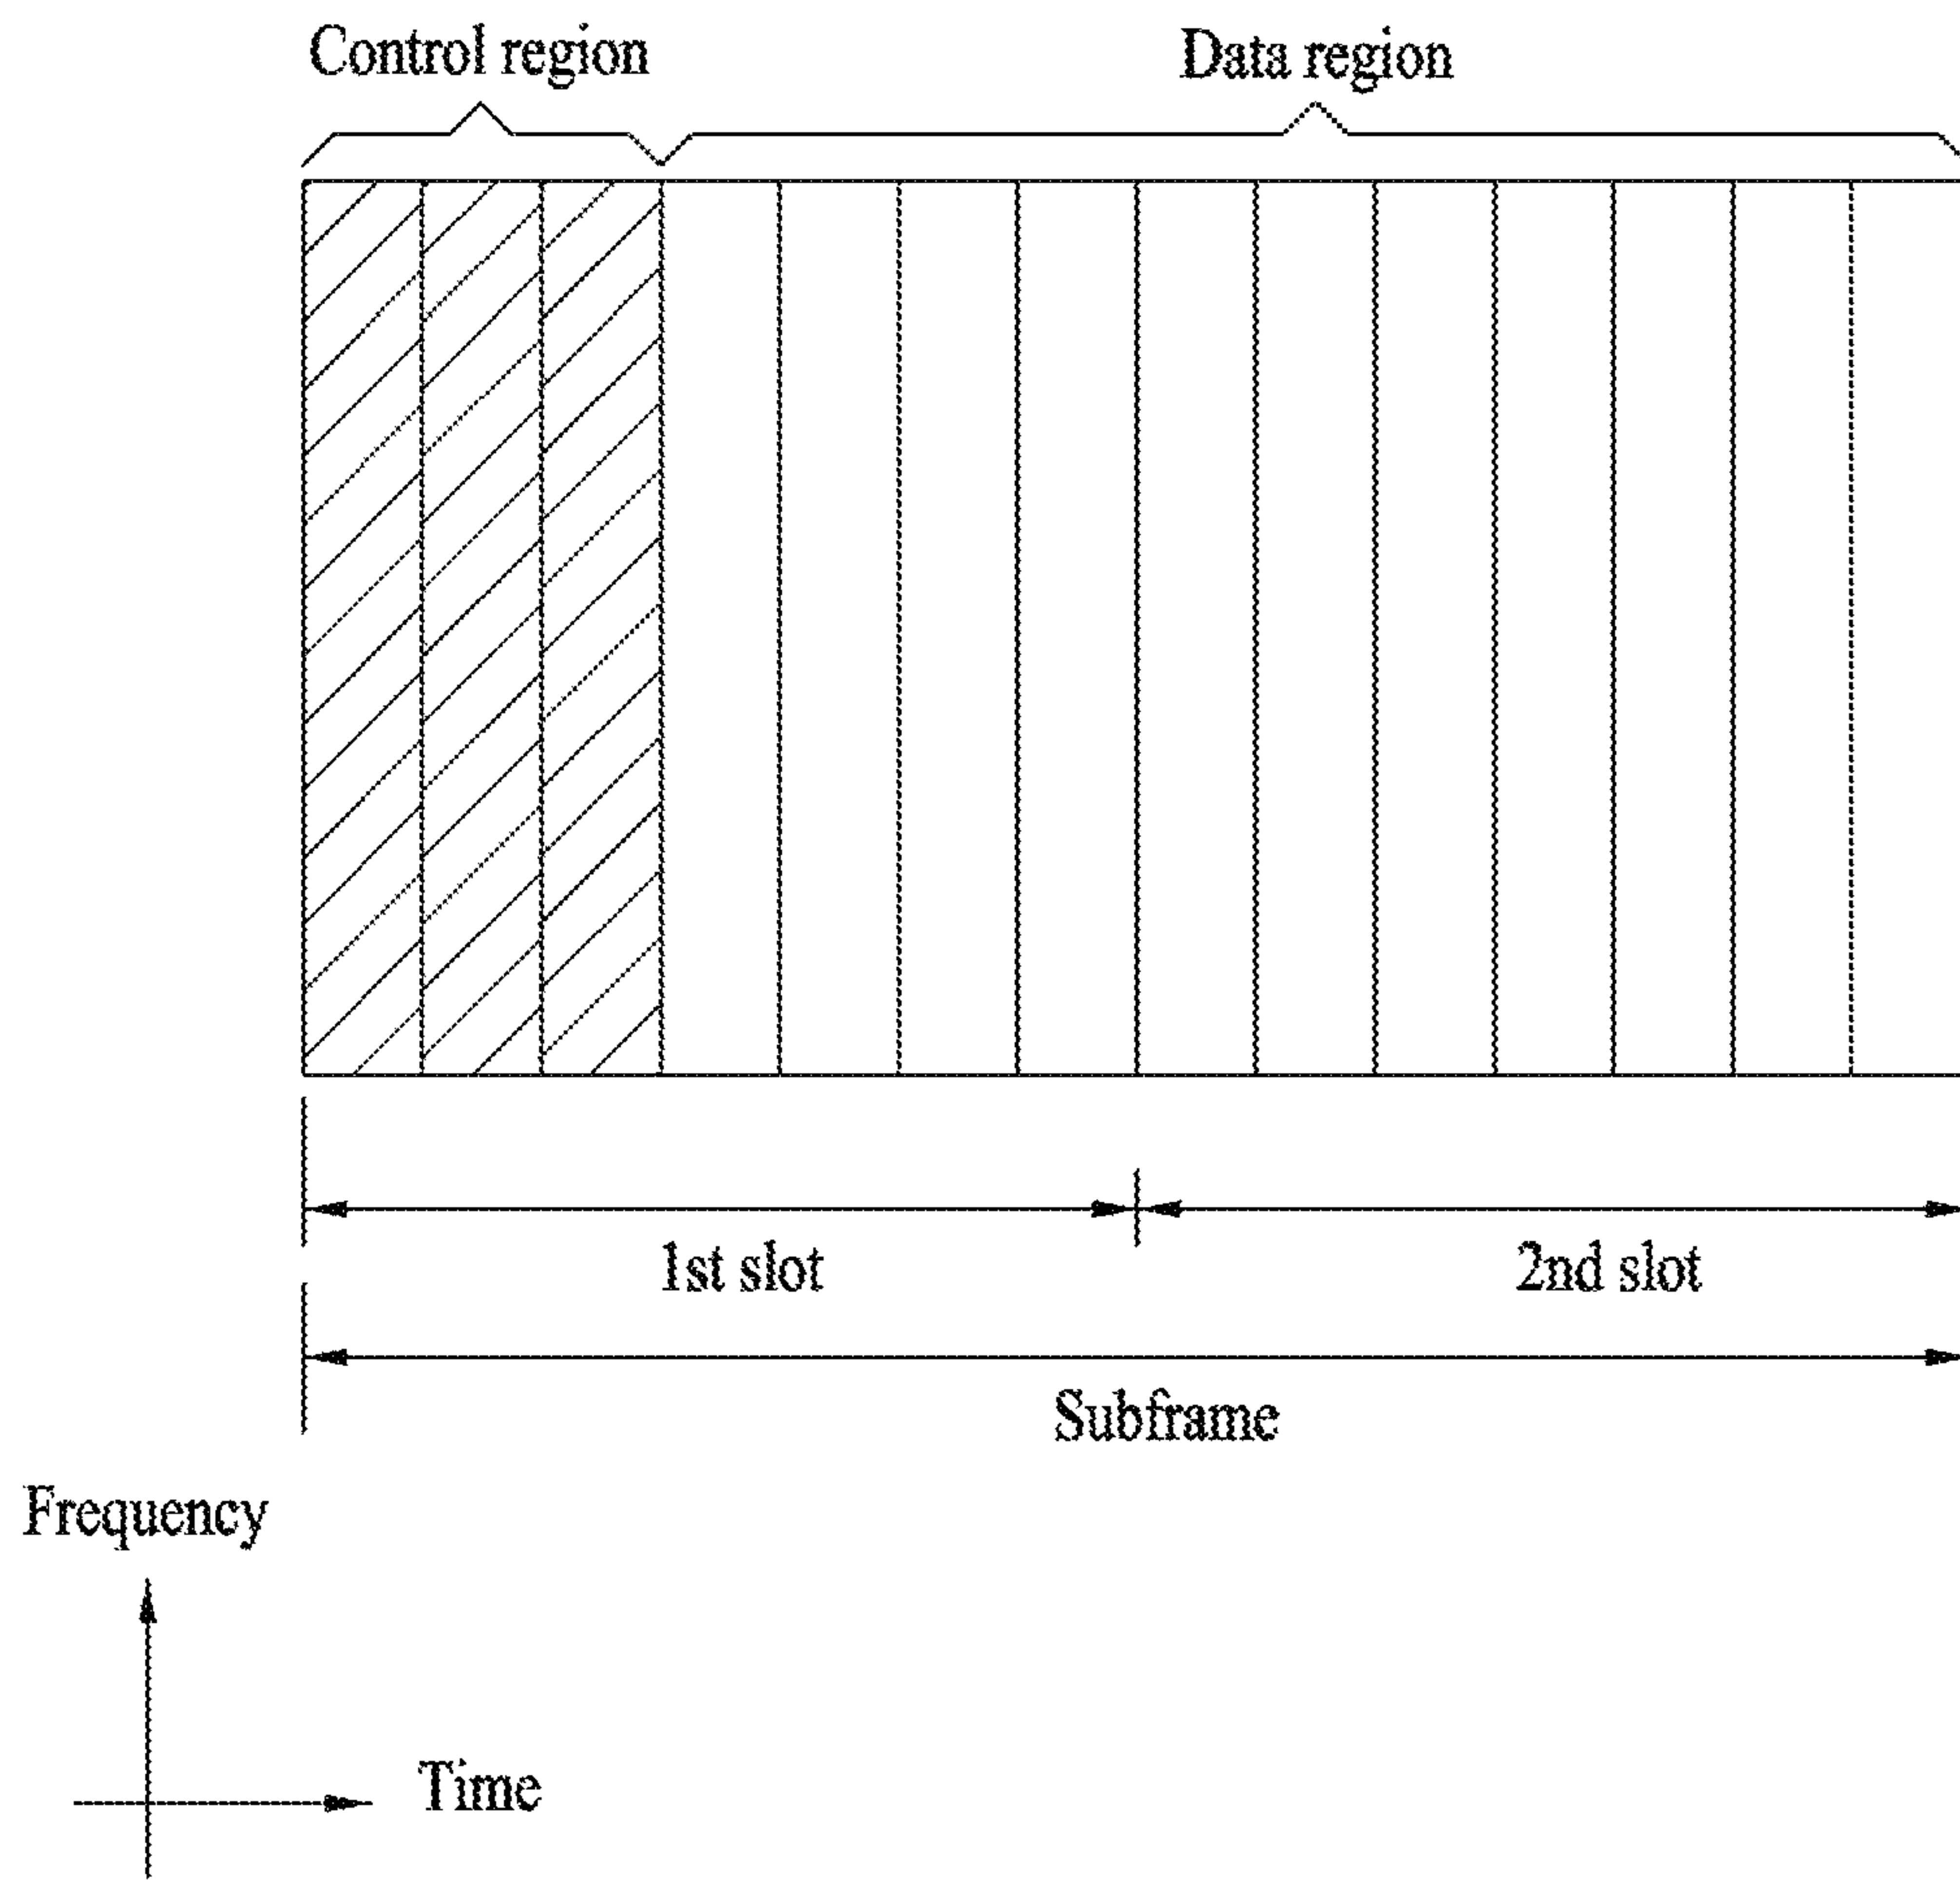 Control region
Data region
1st slot
2nd slot
Subframe
Frequency
Time